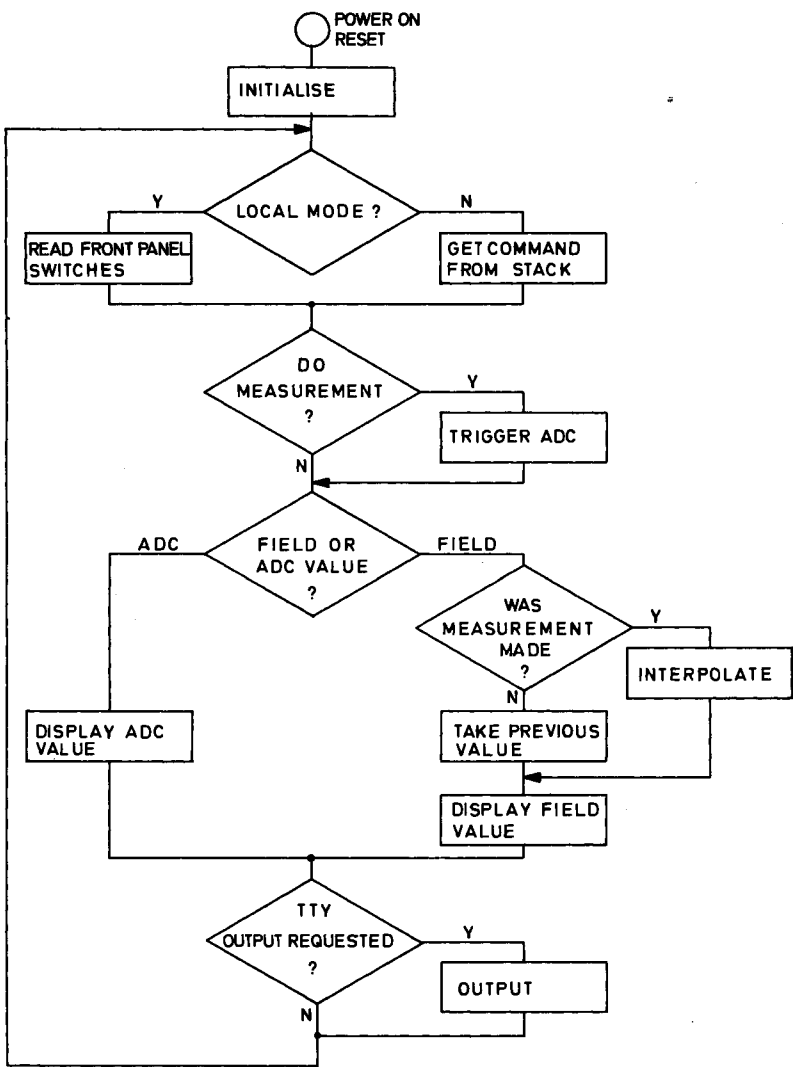 POWER ON
RESET
INITIALISE
LOCAL MODE ?
Y
N
READ FRONT PANEL
SWITCHES
GET COMMAND
FROM STACK
DO
MEASUREMENT
?
Y
TRIGGER ADC
N
FIELD OR
ADC VALUE
?
ADC
FIELD
WAS
MEASUREMENT
MADE
?
Y
INTERPOLATE
N
DISPLAY ADC
VALUE
TAKE PREVIOUS
VALUE
DISPLAY FIELD
VALUE
TTY
OUTPUT REQUESTED
?
Y
OUTPUT
N